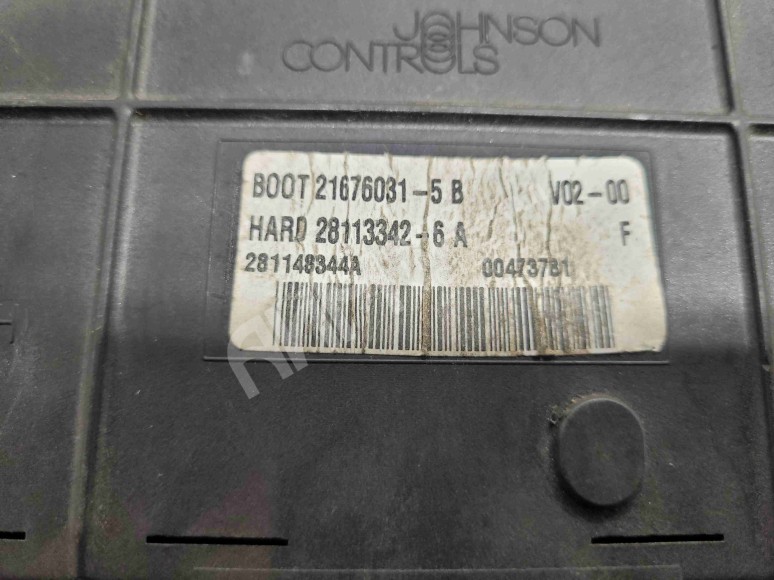 JOHNSON
CONTROLS
BOOT 21676031-5 B V02-00
HARD 28113342-6 A F
281148344A 00473781